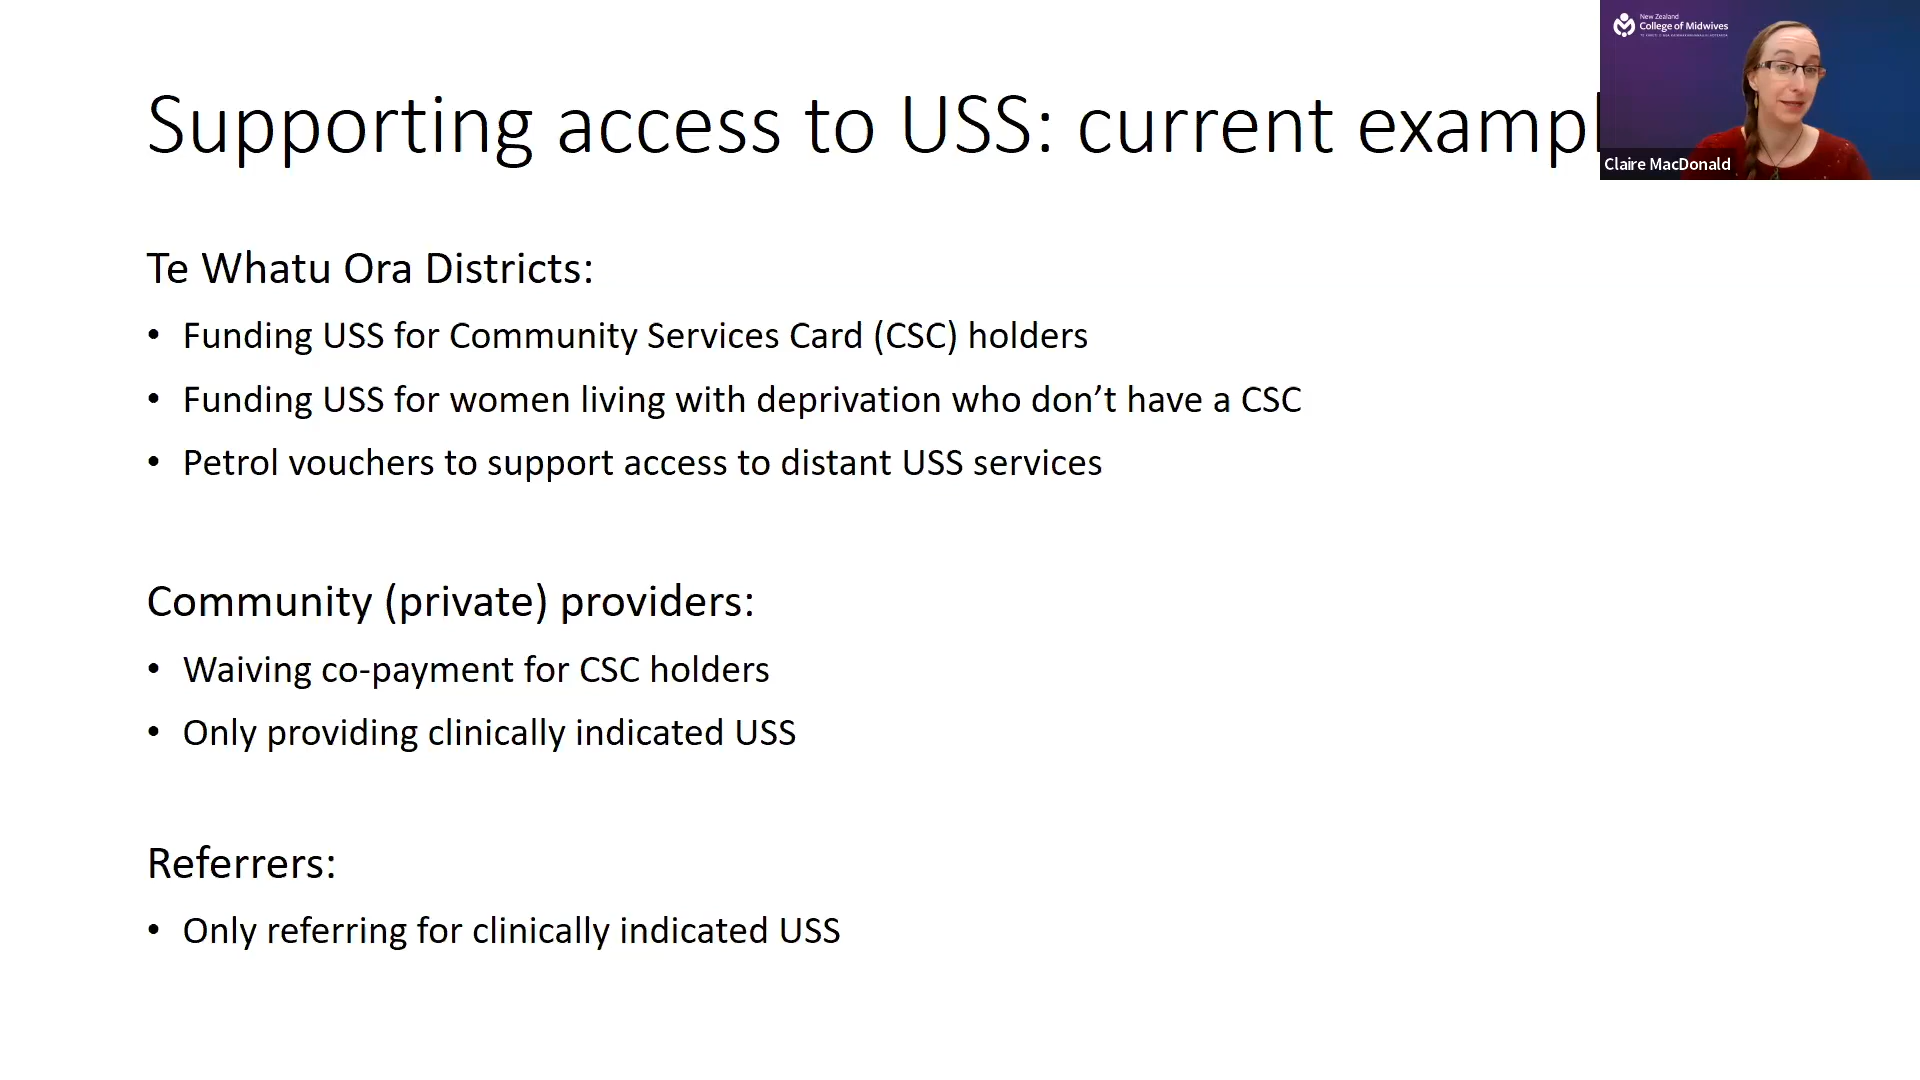 Supporting access to USS: current exampl
New Zealand
College of Midwives
Claire MacDonald
Te Whatu Ora Districts:
• Funding USS for Community Services Card (CSC) holders
• Funding USS for women living with deprivation who don’t have a CSC
• Petrol vouchers to support access to distant USS services
Community (private) providers:
• Waiving co-payment for CSC holders
• Only providing clinically indicated USS
Referrers:
• Only referring for clinically indicated USS